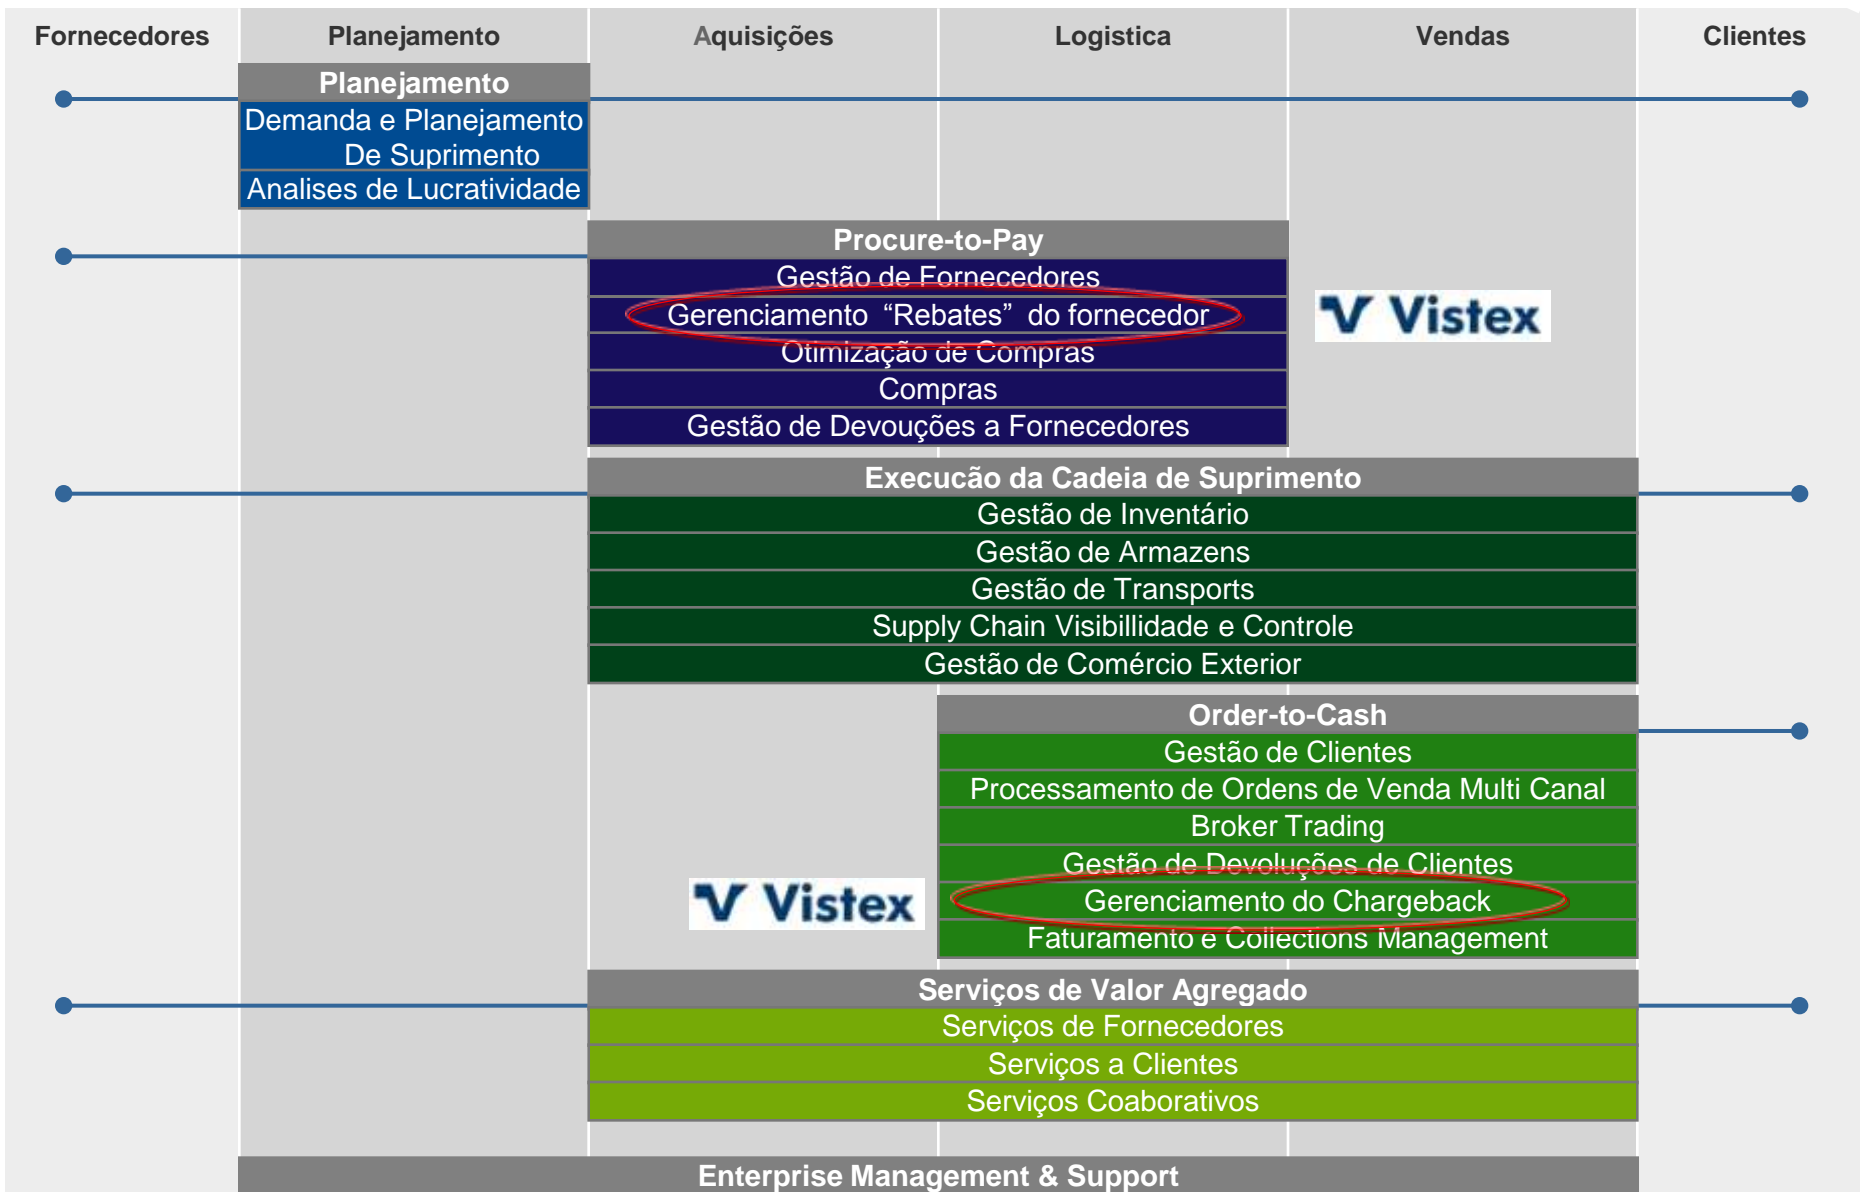 Fornecedores
Planejamento
Aquisições
Logistica
Vendas
Clientes
Planejamento
Demanda e Planejamento
De Suprimento
Analises de Lucratividade
Procure-to-Pay
Gestão de Fornecedores
Gerenciamento “Rebates” do fornecedor
Otimização de Compras
Compras
Gestão de Devouções a Fornecedores
Vistex
Execucão da Cadeia de Suprimento
Gestão de Inventário
Gestão de Armazens
Gestão de Transports
Supply Chain Visibillidade e Controle
Gestão de Comércio Exterior
Order-to-Cash
Gestão de Clientes
Processamento de Ordens de Venda Multi Canal
Broker Trading
Gestão de Devoluções de Clientes
Gerenciamento do Chargeback
Faturamento e Collections Management
Vistex
Serviços de Valor Agregado
Serviços de Fornecedores
Serviços a Clientes
Serviços Coaborativos
Enterprise Management & Support